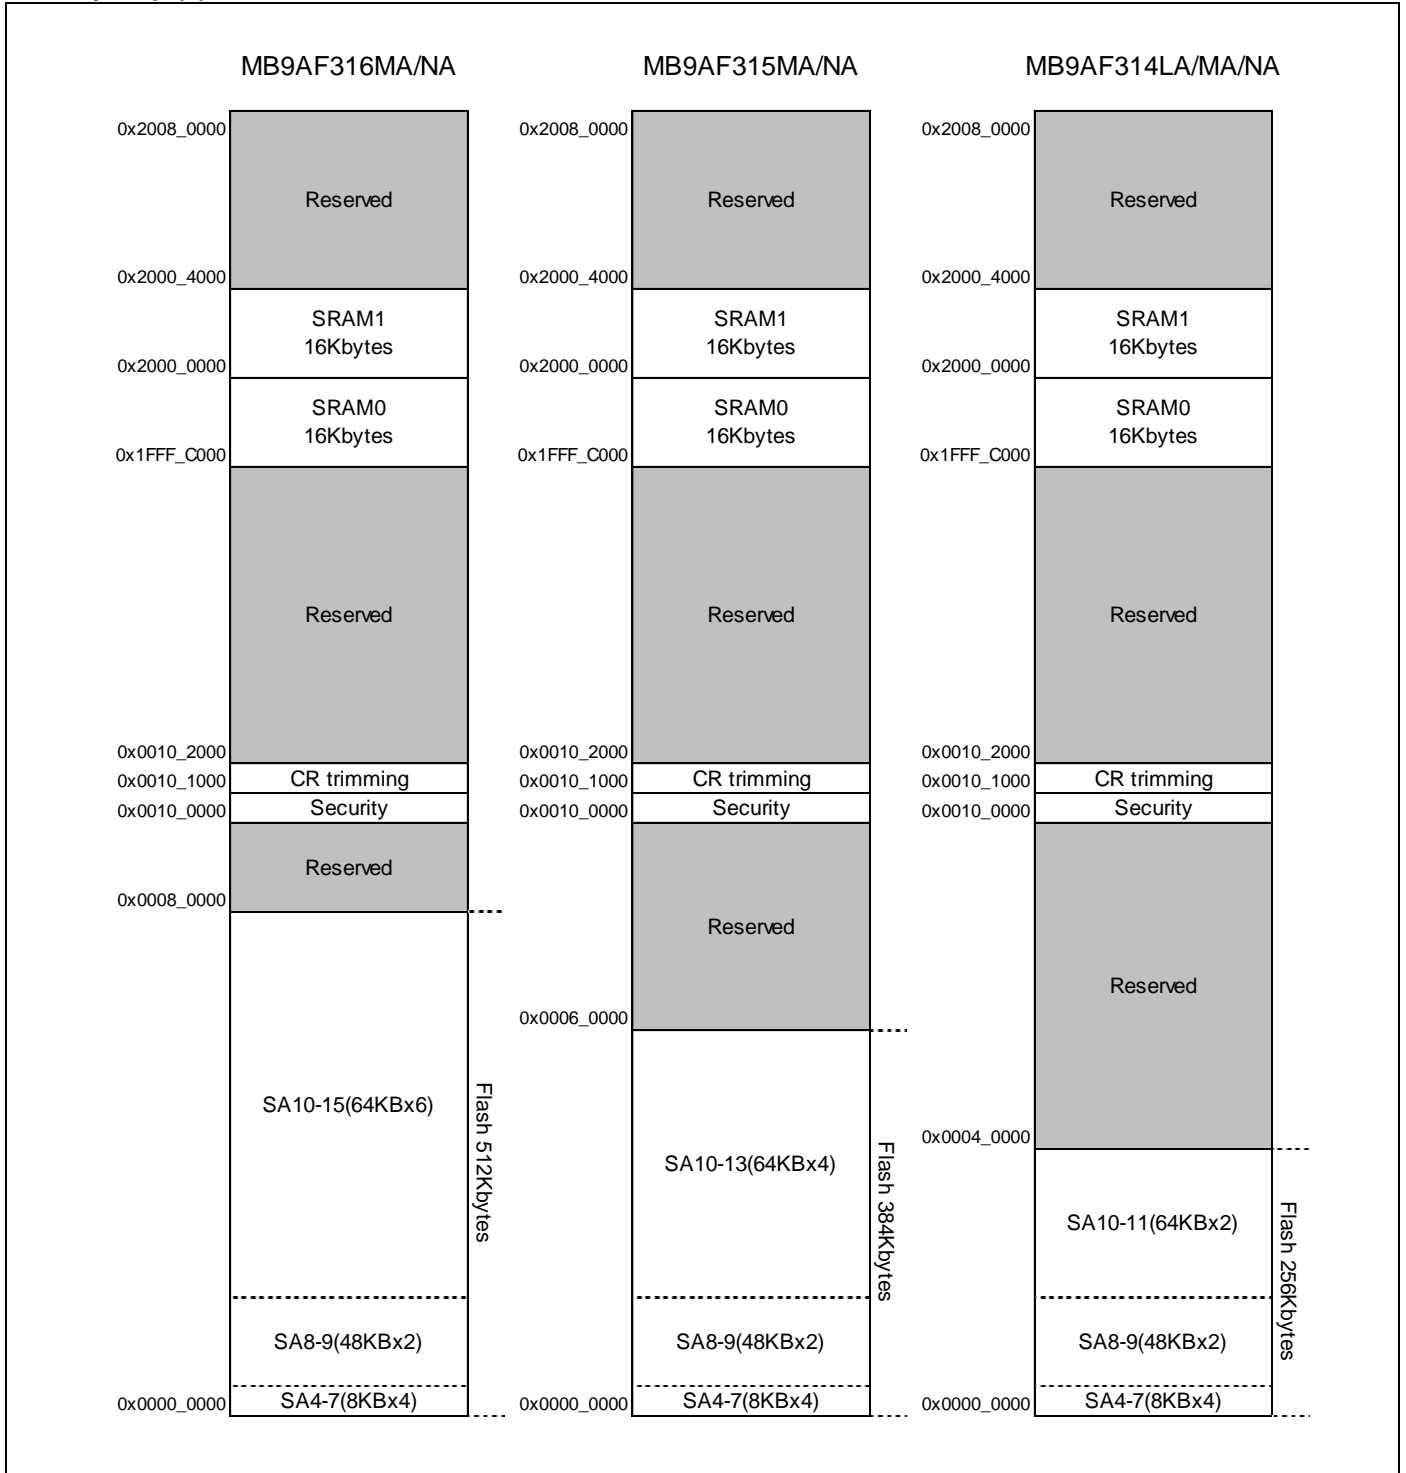 MB9AF316MA/NA
0x2008_0000
Reserved
0x2000_4000
SRAM1
16Kbytes
0x2000_0000
SRAM0
16Kbytes
0x1FFF_C000
Reserved
0x0010_2000
CR trimming
0x0010_1000
Security
0x0010_0000
Reserved
0x0008_0000
SA10-15(64KBx6)
Flash 512Kbytes
SA8-9(48KBx2)
SA4-7(8KBx4)
0x0000_0000
MB9AF315MA/NA
0x2008_0000
Reserved
0x2000_4000
SRAM1
16Kbytes
0x2000_0000
SRAM0
16Kbytes
0x1FFF_C000
Reserved
0x0010_2000
CR trimming
0x0010_1000
Security
0x0010_0000
Reserved
0x0006_0000
SA10-13(64KBx4)
Flash 384Kbytes
SA8-9(48KBx2)
SA4-7(8KBx4)
0x0000_0000
MB9AF314LA/MA/NA
0x2008_0000
Reserved
0x2000_4000
SRAM1
16Kbytes
0x2000_0000
SRAM0
16Kbytes
0x1FFF_C000
Reserved
0x0010_2000
CR trimming
0x0010_1000
Security
0x0010_0000
Reserved
0x0004_0000
SA10-11(64KBx2)
Flash 256Kbytes
SA8-9(48KBx2)
SA4-7(8KBx4)
0x0000_0000